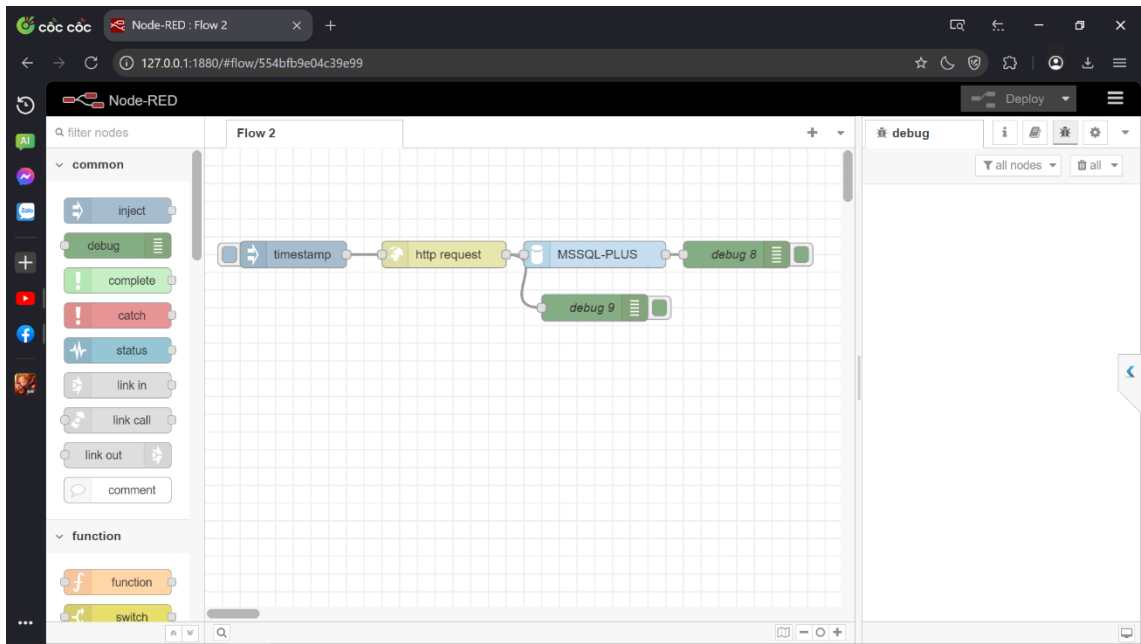 cốc cốc
Node-RED : Flow 2
127.0.0.1:1880/#flow/554bfb9e04c39e99
Node-RED
Deploy
filter nodes
Flow 2
debug
i
all nodes
all
common
inject
debug
complete
catch
status
link in
link call
link out
comment
function
function
switch
timestamp
http request
MSSQL-PLUS
debug 8
debug 9
AI
Zalo